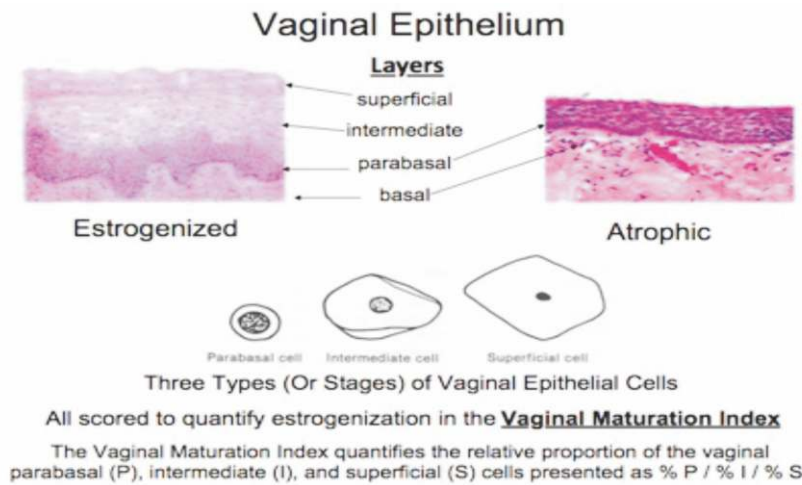 Vaginal Epithelium
Layers
superficial
intermediate
parabasal
basal
Estrogenized
Atrophic
Parabasal cell
Intermediate cell
Superficial cell
Three Types (Or Stages) of Vaginal Epithelial Cells
All scored to quantify estrogenization in the Vaginal Maturation Index
The Vaginal Maturation Index quantifies the relative proportion of the vaginal
parabasal (P), intermediate (I), and superficial (S) cells presented as % P / % I / % S